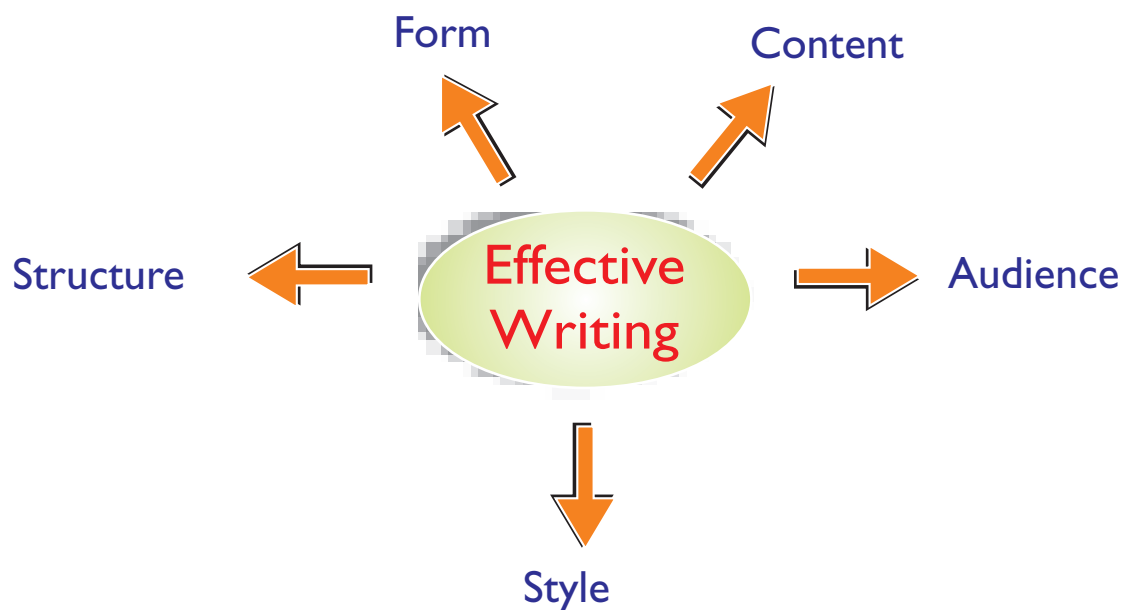 Form
Content
Structure
Effective
Writing
Audience
Style